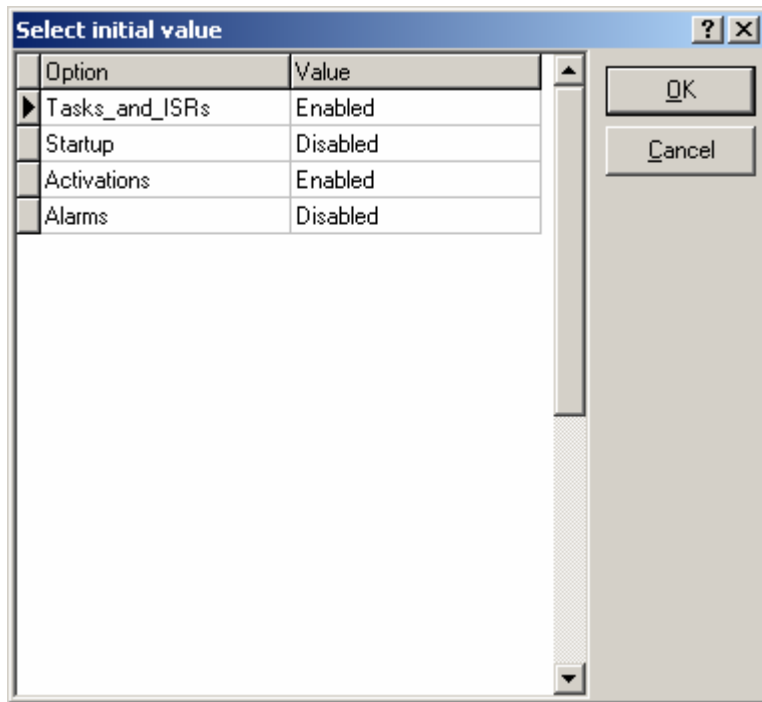 Select initial value
Option Value
Tasks_and_ISRs Enabled
Startup Disabled
Activations Enabled
Alarms Disabled
OK
Cancel